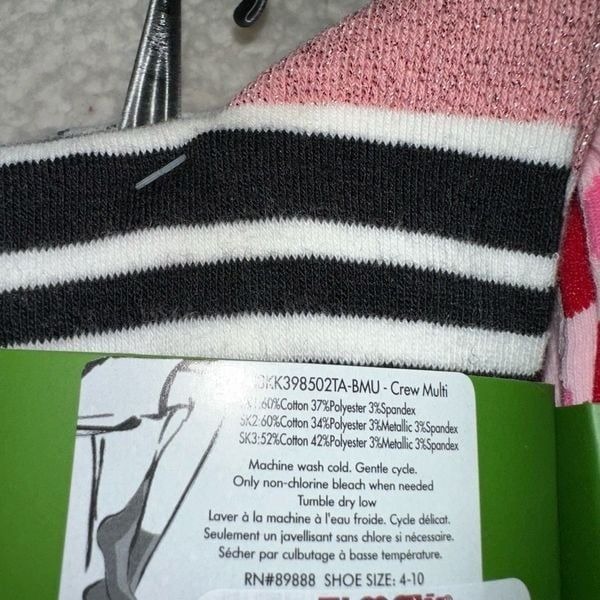 KK398502TA-BMU - Crew Multi
60%Cotton 37%Polyester 3%Spandex
SK2:60%Cotton 34%Polyester 3%Metallic 3%Spandex
SK3:52%Cotton 42%Polyester 3%Metallic 3%Spandex
Machine wash cold. Gentle cycle.
Only non-chlorine bleach when needed
Tumble dry low
Laver à la machine à l'eau froide. Cycle délicat.
Seulement un javellisant sans chlore si nécessaire.
Sécher par culbutage à basse température.
RN#89888 SHOE SIZE: 4-10